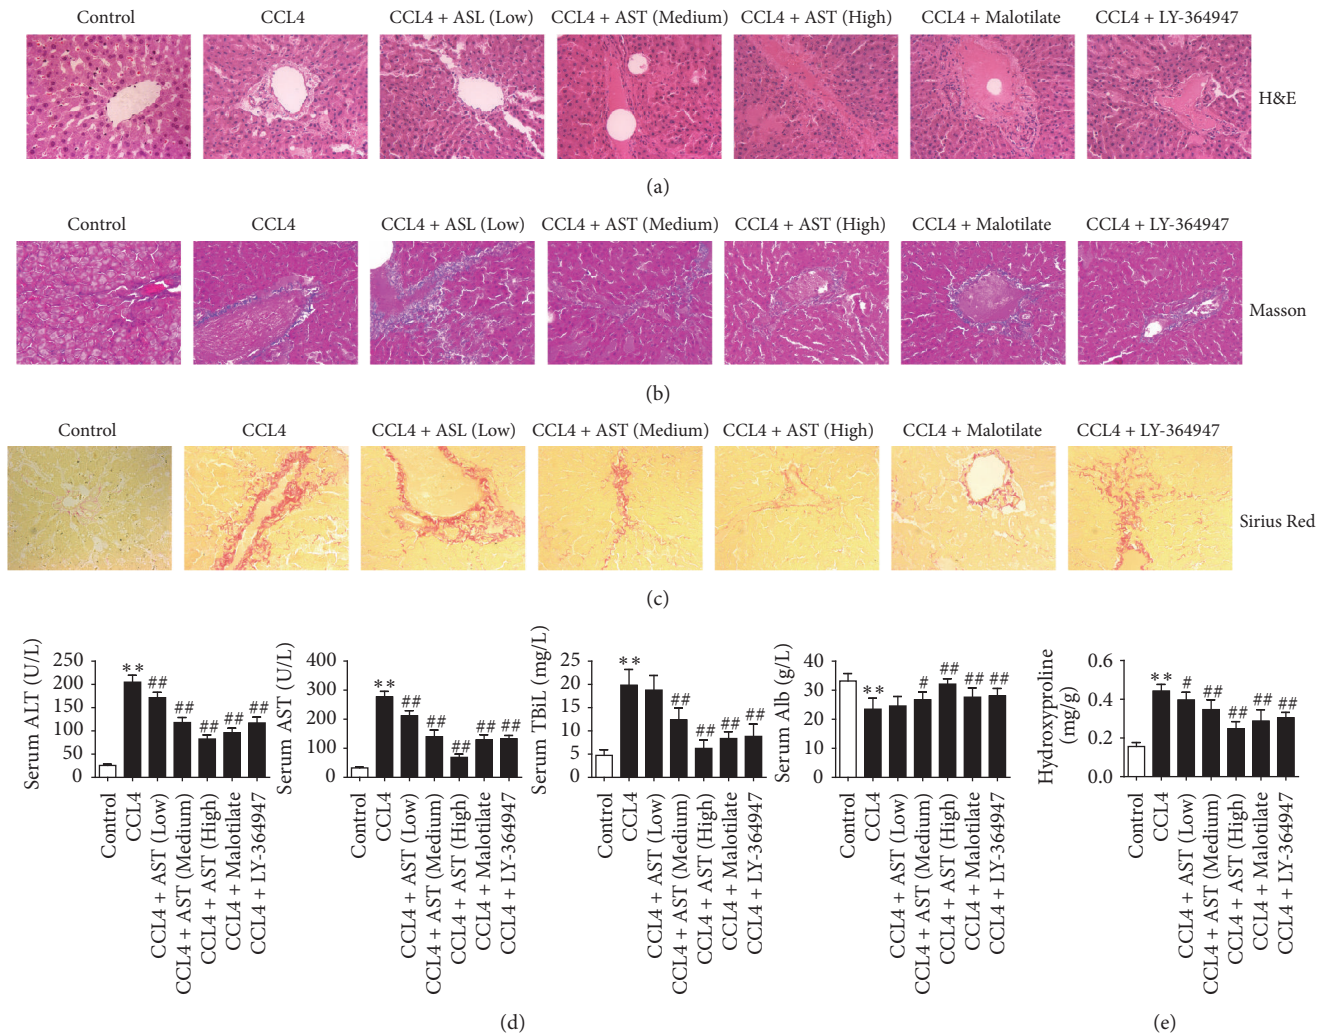 Control CCL4 CCL4 + ASL (Low) CCL4 + AST (Medium) CCL4 + AST (High) CCL4 + Malotilate CCL4 + LY-364947
H&E
(a)
Control CCL4 CCL4 + ASL (Low) CCL4 + AST (Medium) CCL4 + AST (High) CCL4 + Malotilate CCL4 + LY-364947
Masson
(b)
Control CCL4 CCL4 + ASL (Low) CCL4 + AST (Medium) CCL4 + AST (High) CCL4 + Malotilate CCL4 + LY-364947
Sirius Red
(c)
Serum ALT (U/L)
250
200
150
100
50
0
** ## ## ## ## ##
Control
CCL4
CCL4 + AST (Low)
CCL4 + AST (Medium)
CCL4 + AST (High)
CCL4 + Malotilate
CCL4 + LY-364947
Serum AST (U/L)
400
300
200
100
0
** ## ## ## ## ##
Control
CCL4
CCL4 + AST (Low)
CCL4 + AST (Medium)
CCL4 + AST (High)
CCL4 + Malotilate
CCL4 + LY-364947
Serum TBiL (mg/L)
25
20
15
10
5
0
** ## ## ## ##
Control
CCL4
CCL4 + AST (Low)
CCL4 + AST (Medium)
CCL4 + AST (High)
CCL4 + Malotilate
CCL4 + LY-364947
Serum Alb (g/L)
40
30
20
10
0
** # ## ## ##
Control
CCL4
CCL4 + AST (Low)
CCL4 + AST (Medium)
CCL4 + AST (High)
CCL4 + Malotilate
CCL4 + LY-364947
(d)
Hydroxyproline
(mg/g)
0.6
0.4
0.2
0.0
** # ## ## ## ##
Control
CCL4
CCL4 + AST (Low)
CCL4 + AST (Medium)
CCL4 + AST (High)
CCL4 + Malotilate
CCL4 + LY-364947
(e)